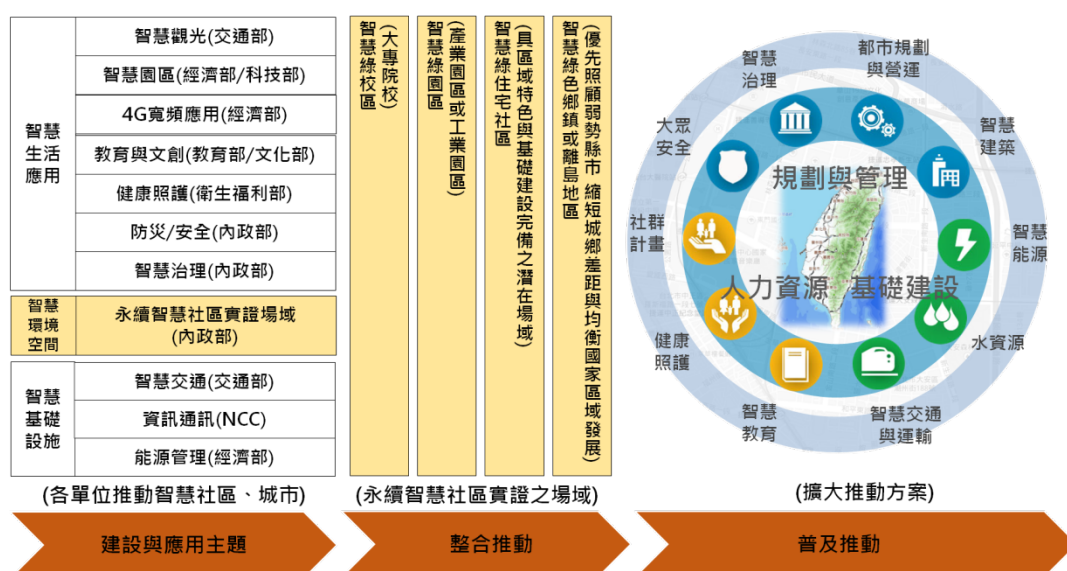 智慧
生活
應用
智慧觀光(交通部)
智慧園區(經濟部/科技部)
4G寬頻應用(經濟部)
教育與文創(教育部/文化部)
健康照護(衛生福利部)
防災/安全(內政部)
智慧治理(內政部)
智慧
環境
空間
永續智慧社區實證場域
(內政部)
智慧
基礎
設施
智慧交通(交通部)
資訊通訊(NCC)
能源管理(經濟部)
(各單位推動智慧社區、城市)
智慧綠校區
(大專院校)
智慧綠園區
(產業園區或工業園區)
智慧綠住宅社區
(具區域特色與基礎建設完備之潛在場域)
智慧綠色鄉鎮或離島地區
(優先照顧弱勢縣市 縮短城鄉差距與均衡國家區域發展)
(永續智慧社區實證之場域)
智慧
治理
都市規劃
與營運
大眾
安全
智慧
建築
規劃與管理
社群
計畫
智慧
能源
人力資源
基礎建設
健康
照護
水資源
智慧
教育
智慧交通
與運輸
(擴大推動方案)
建設與應用主題
整合推動
普及推動